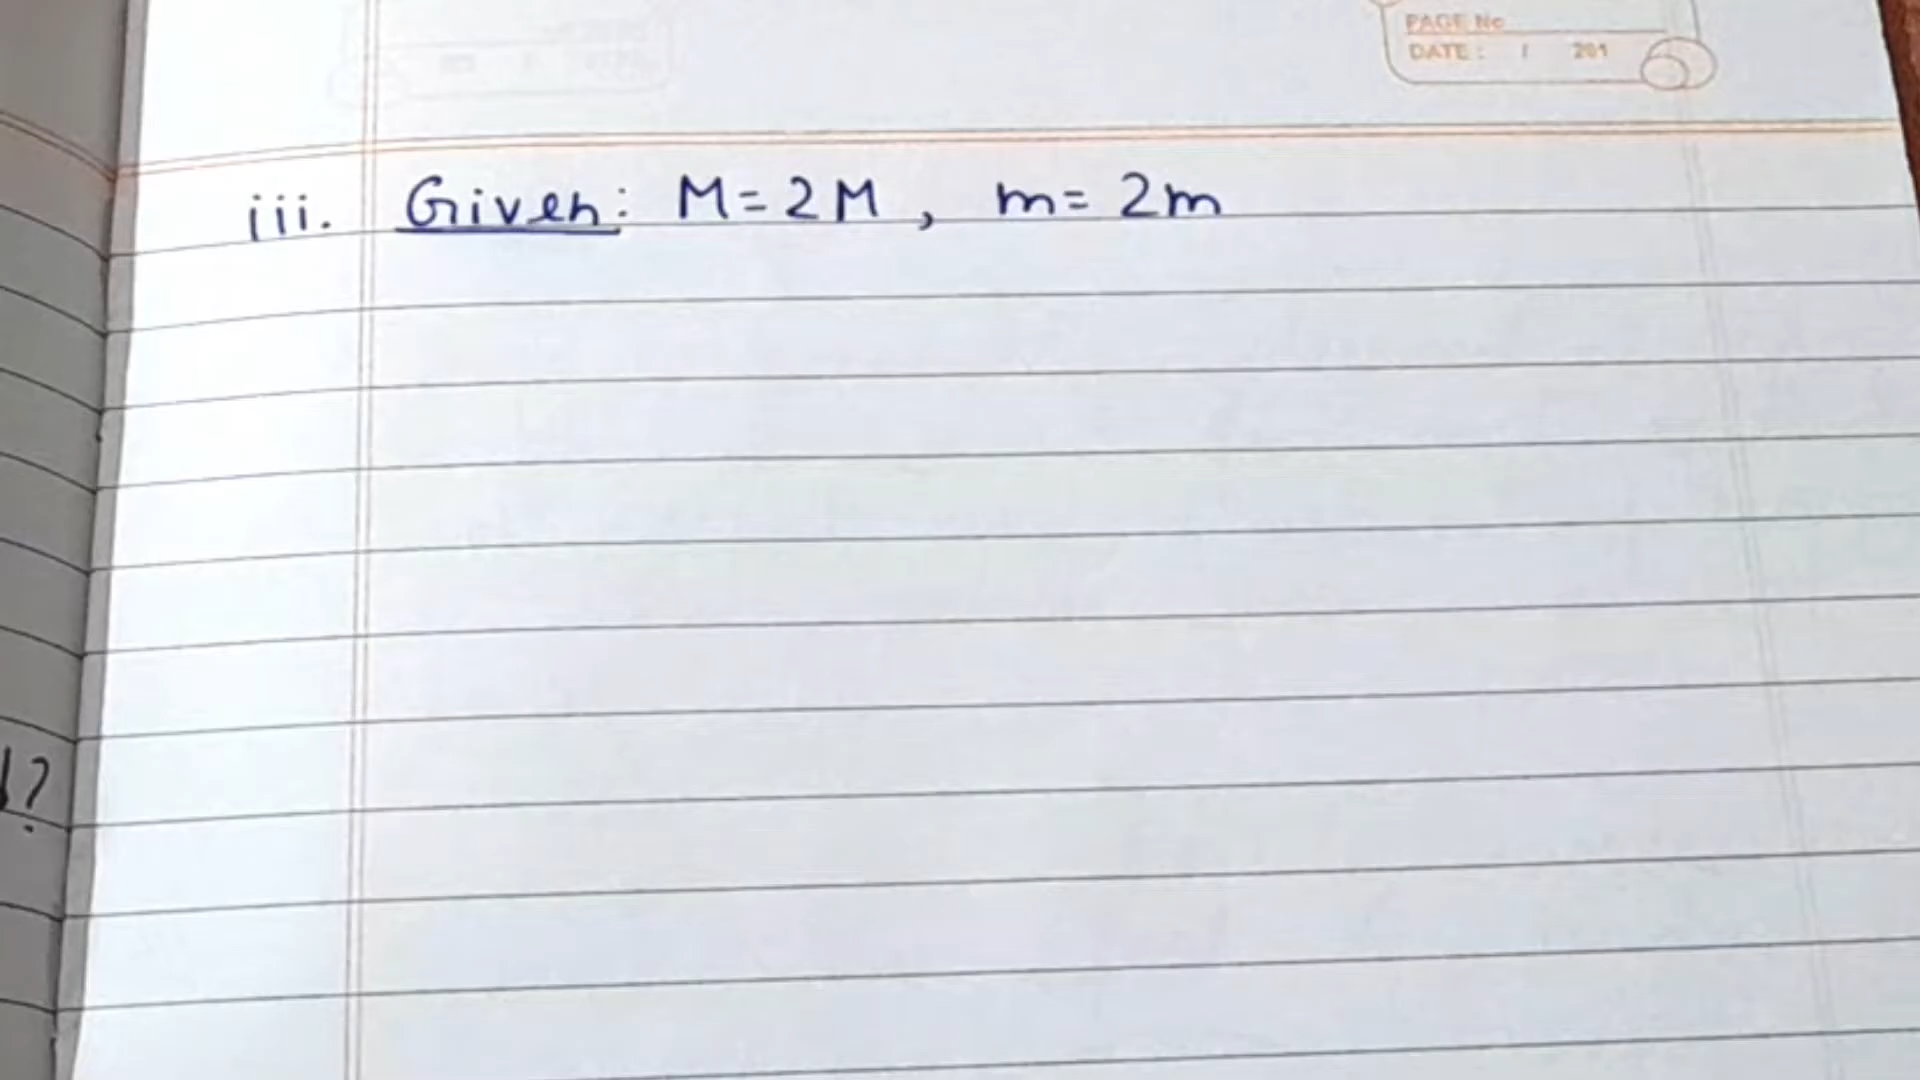 PAGE No
DATE : / 201
iii. Given: M = 2M , m = 2m
?